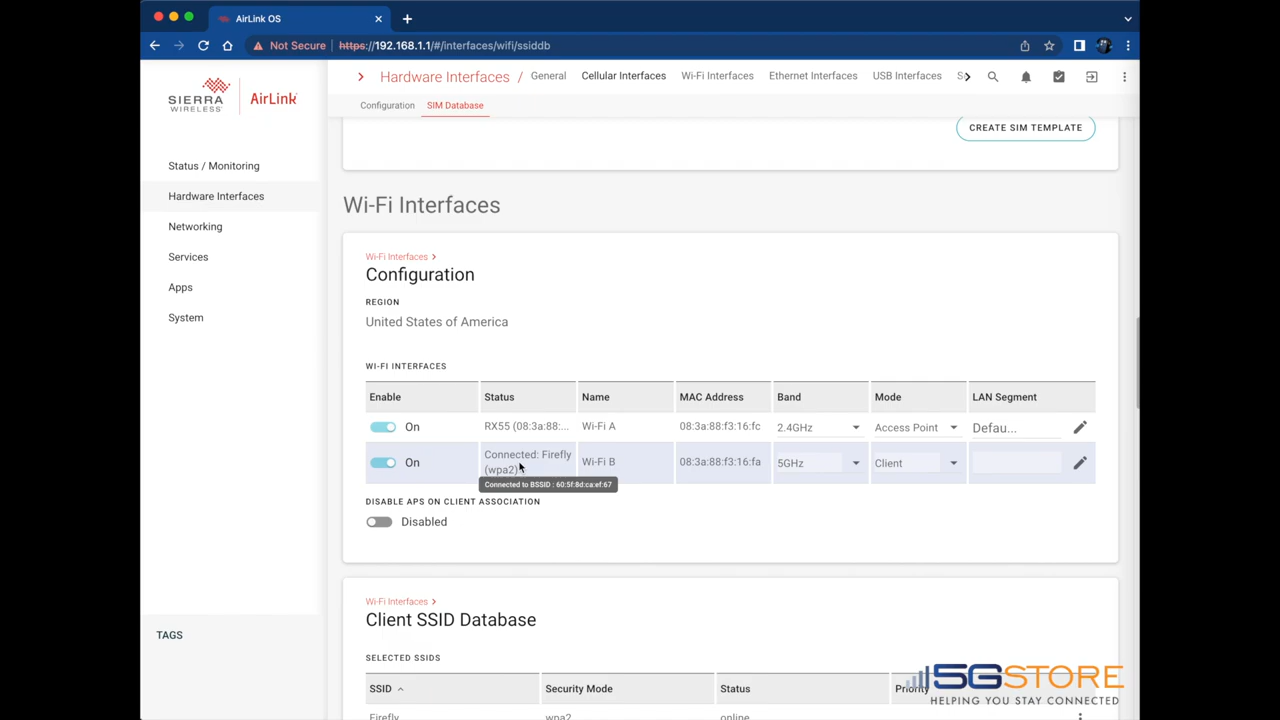 AirLink OS
Not Secure
https://192.168.1.1/#/interfaces/wifi/ssiddb
SIERRA WIRELESS
AirLink
Hardware Interfaces / General Cellular Interfaces Wi-Fi Interfaces Ethernet Interfaces USB Interfaces
Configuration SIM Database
Status / Monitoring
Hardware Interfaces
Networking
Services
Apps
System
TAGS
CREATE SIM TEMPLATE
Wi-Fi Interfaces
Wi-Fi Interfaces >
Configuration
REGION
United States of America
WI-FI INTERFACES
Enable Status Name MAC Address Band Mode LAN Segment
On RX55 (08:3a:88:... Wi-Fi A 08:3a:88:f3:16:fc 2.4GHz Access Point Defau...
On Connected: Firefly (wpa2) Wi-Fi B 08:3a:88:f3:16:fa 5GHz Client
Connected to BSSID : 60:5f:8d:ca:ef:67
DISABLE APS ON CLIENT ASSOCIATION
Disabled
Wi-Fi Interfaces >
Client SSID Database
SELECTED SSIDS
SSID Security Mode Status Priority
Firefly wpa2 online
5GSTORE
HELPING YOU STAY CONNECTED